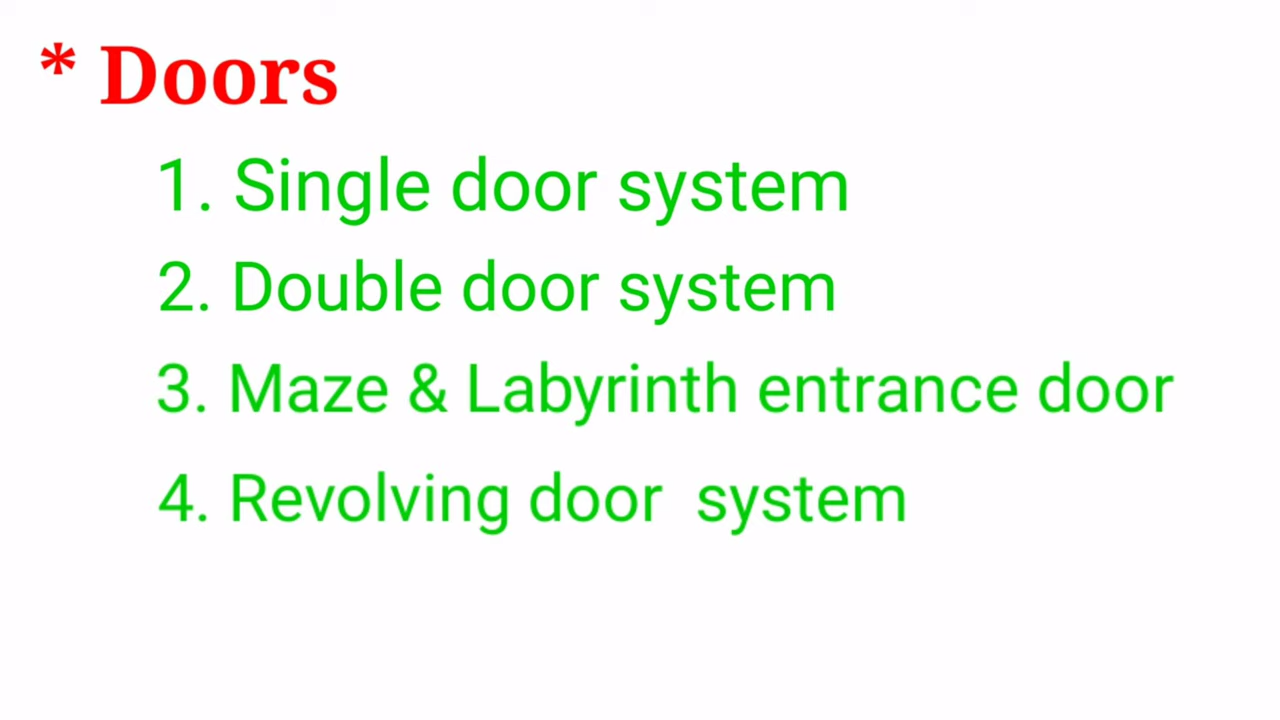 * Doors
1. Single door system
2. Double door system
3. Maze & Labyrinth entrance door
4. Revolving door system